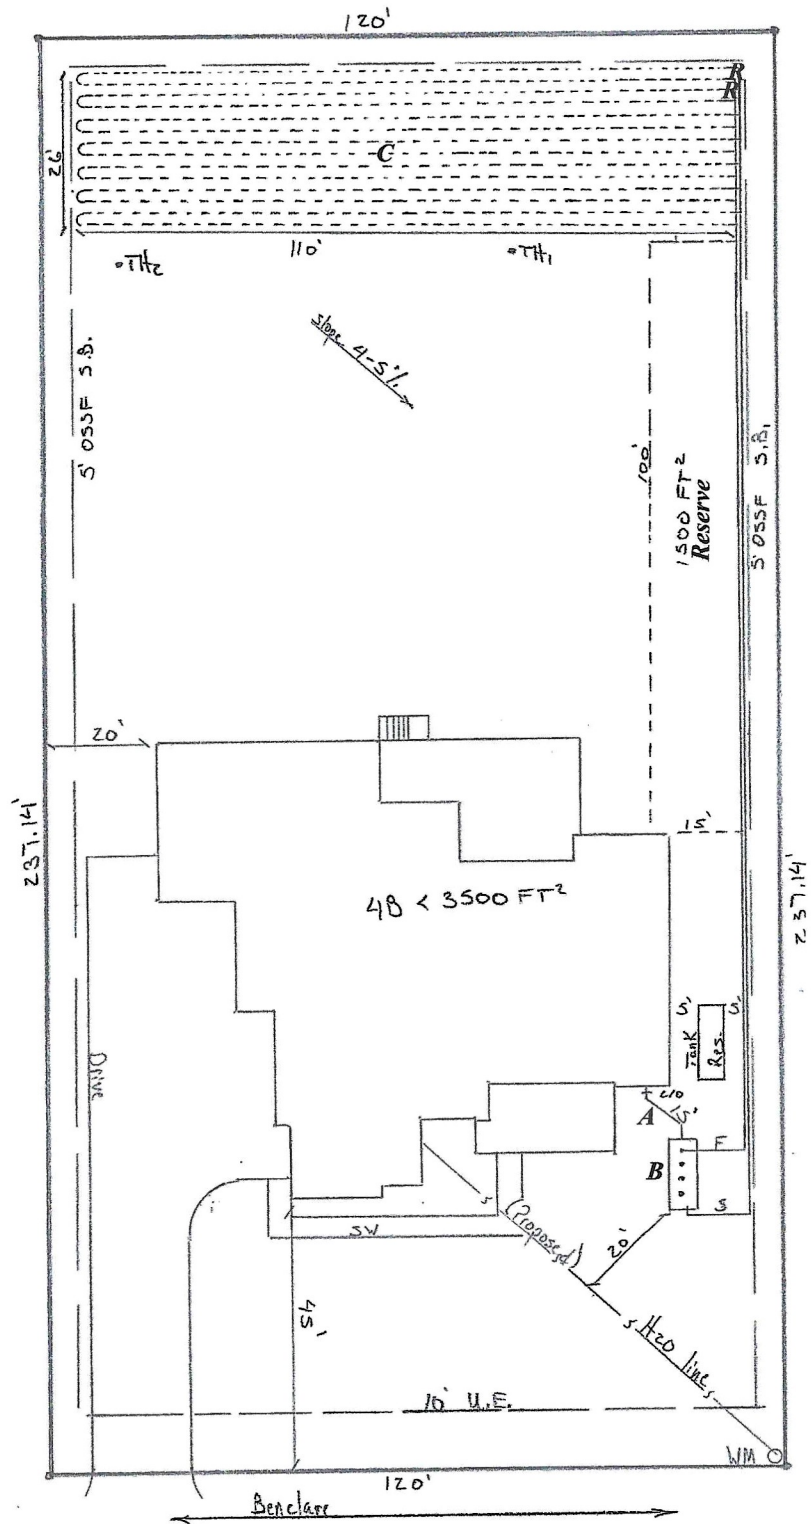 120'
R
R
26'
C
110'
TH2
TH1
slope 4-5%
5' OSSF S.B.
100'
1500 FT²
Reserve
5' OSSF S.B.
20'
15'
237.14'
237.14'
4B < 3500 FT²
5'
5'
Tank
Res.
Drive
C/O
A
5'
F
B
S
(Proposed)
20'
SW
45'
H2O line
10' U.E.
WM
120'
Benclare